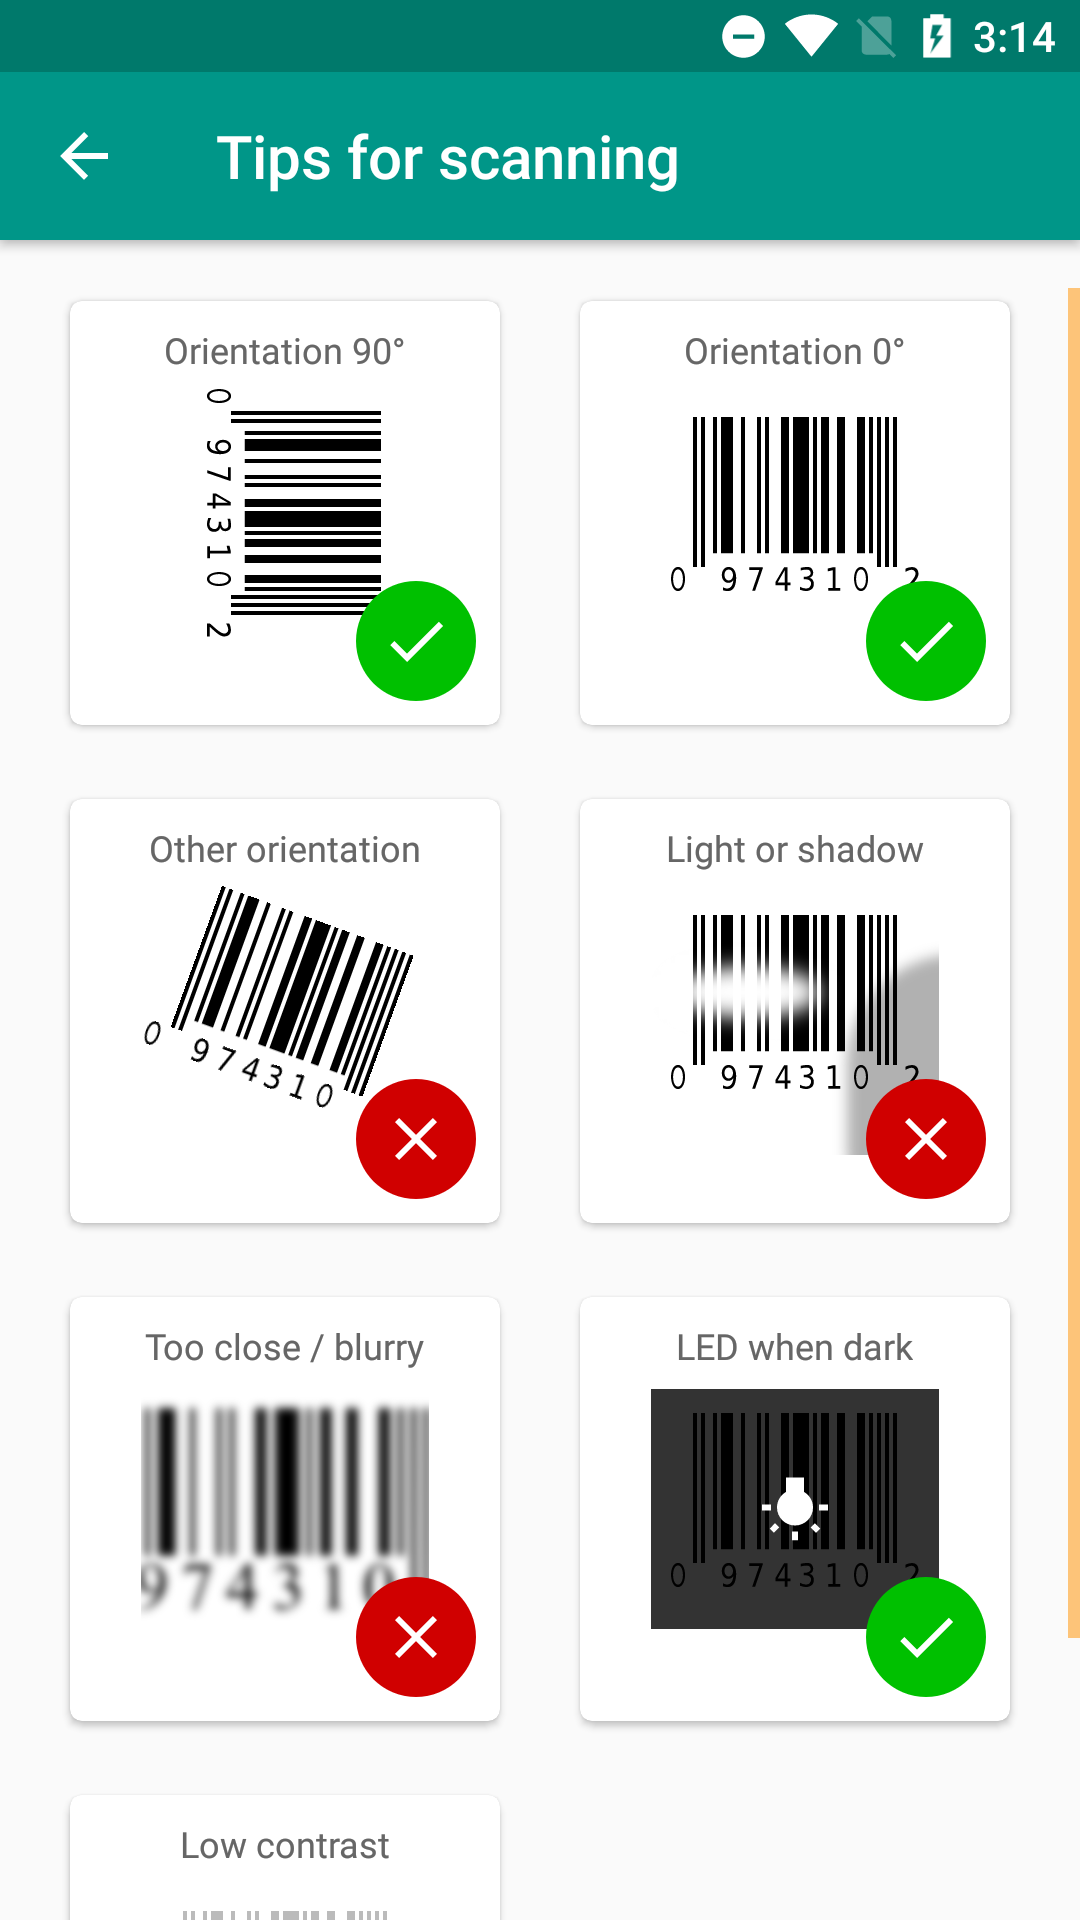 3:14
Tips for scanning
Orientation 90°
0 974310 2
Orientation 0°
0 974310 2
Other orientation
0 974310
Light or shadow
0 974310 2
Too close / blurry
974310
LED when dark
0 974310 2
Low contrast